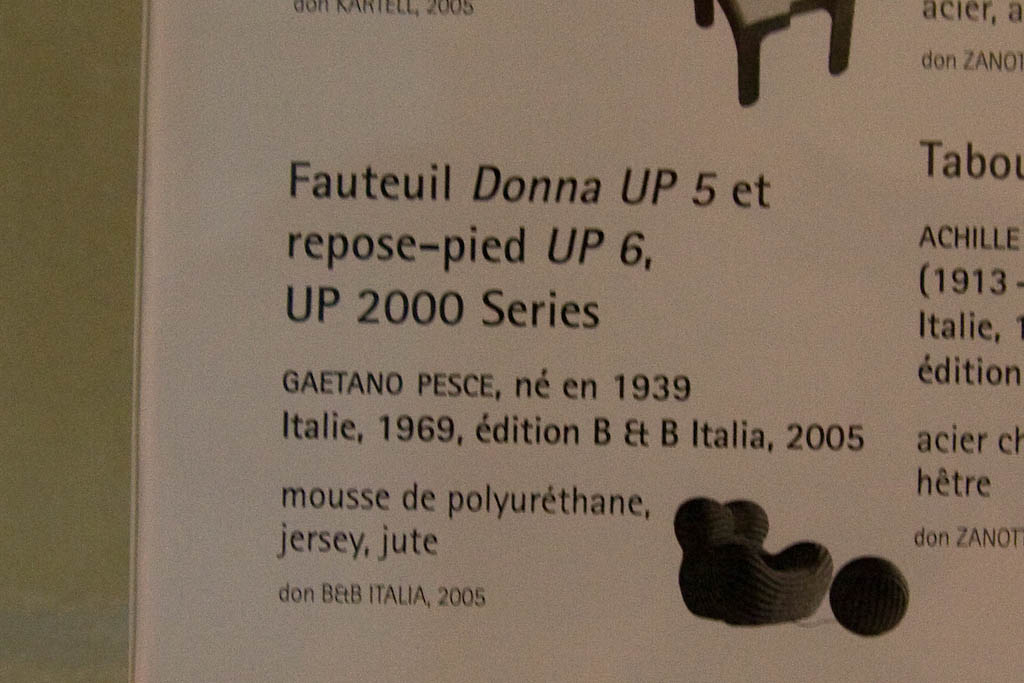 don KARTELL, 2005
Fauteuil Donna UP 5 et
repose-pied UP 6,
UP 2000 Series
GAETANO PESCE, né en 1939
Italie, 1969, édition B & B Italia, 2005
mousse de polyuréthane,
jersey, jute
don B&B ITALIA, 2005
acier, a
don ZANOT
Tabou
ACHILLE
(1913 -
Italie, 1
édition
acier ch
hêtre
don ZANOTT